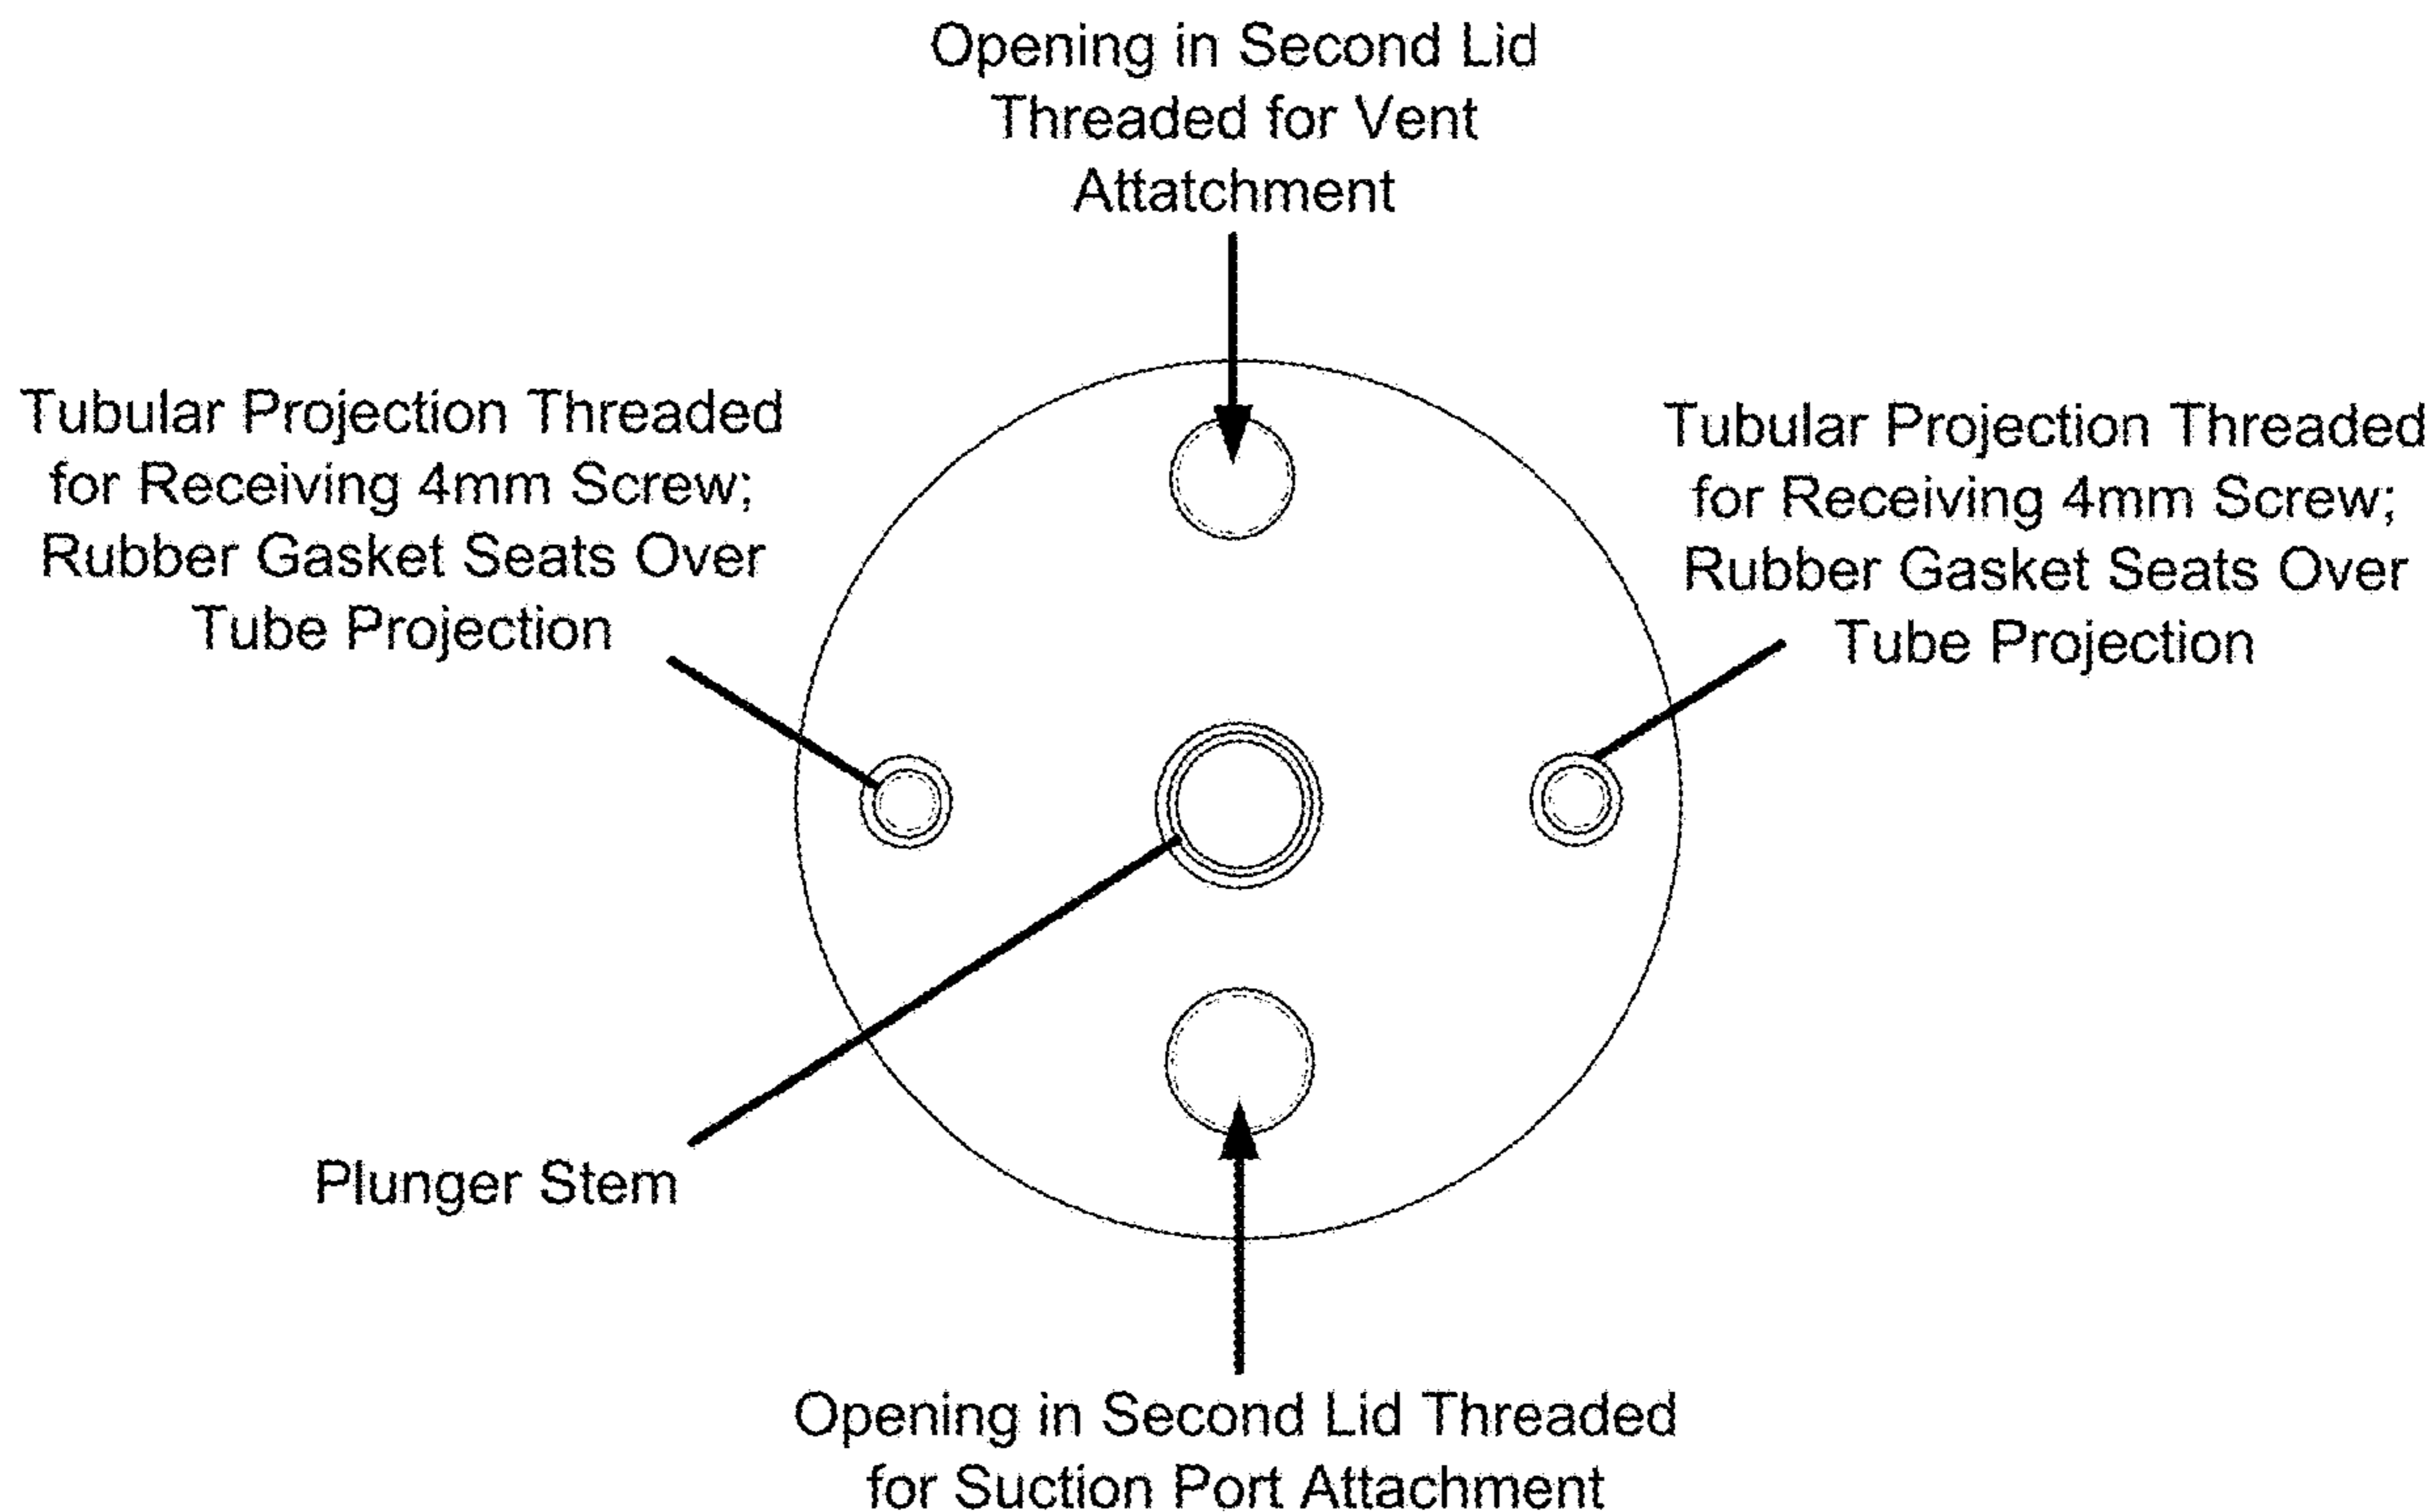 Opening in Second Lid
Threaded for Vent
Attatchment
Tubular Projection Threaded
for Receiving 4mm Screw;
Rubber Gasket Seats Over
Tube Projection
Tubular Projection Threaded
for Receiving 4mm Screw;
Rubber Gasket Seats Over
Tube Projection
Plunger Stem
Opening in Second Lid Threaded
for Suction Port Attachment